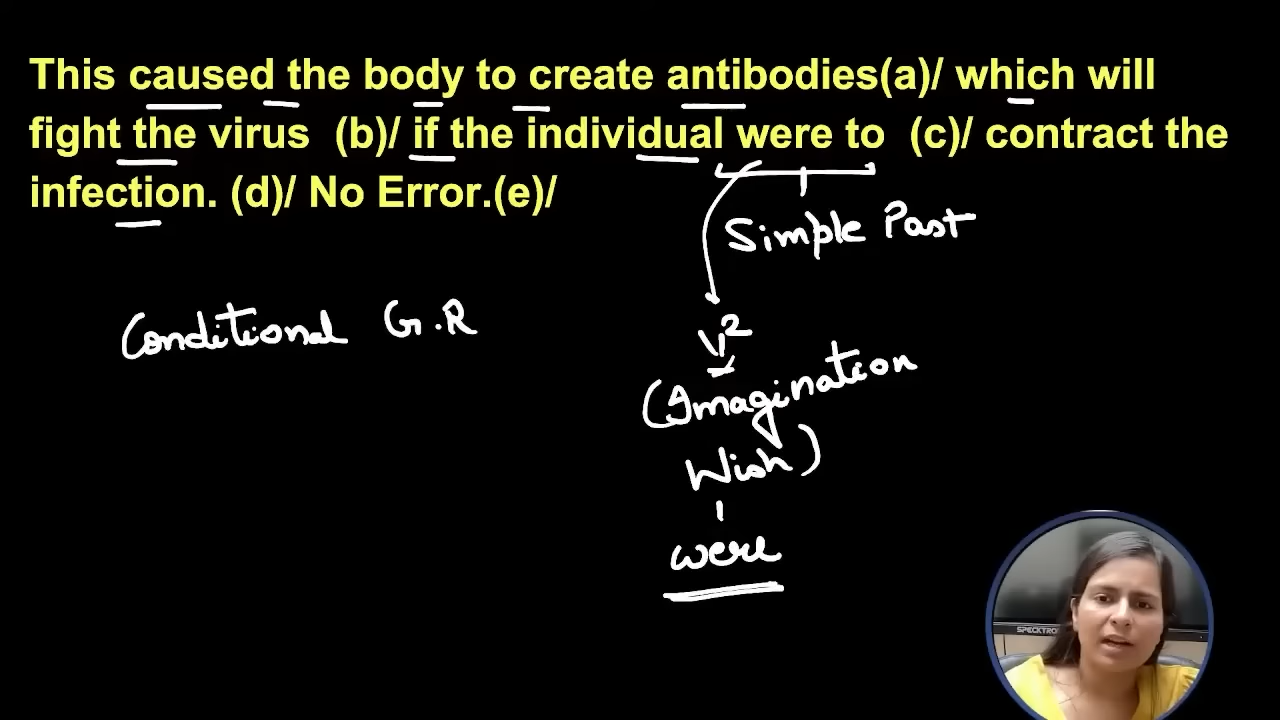 This caused the body to create antibodies(a)/ which will
fight the virus (b)/ if the individual were to (c)/ contract the
infection. (d)/ No Error.(e)/
Simple Past
Conditional G.R
V²
(Imagination
Wish)
were
SPECKTRO